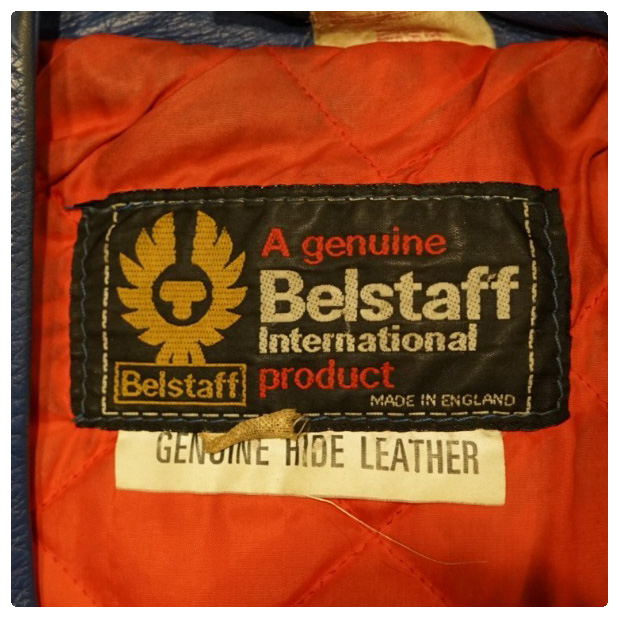 A genuine
Belstaff
International
product
Belstaff
MADE IN ENGLAND
GENUINE HIDE LEATHER